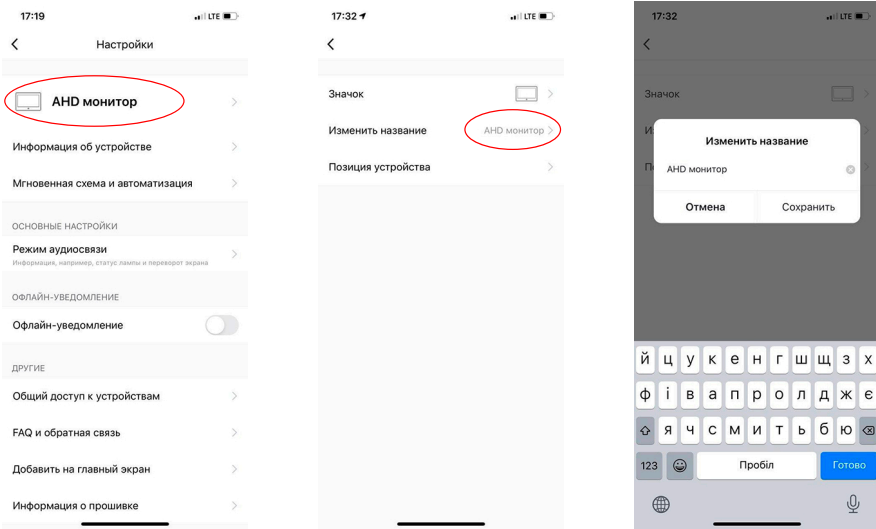 17:19
LTE
Настройки
AHD монитор
Информация об устройстве
Мгновенная схема и автоматизация
ОСНОВНЫЕ НАСТРОЙКИ
Режим аудиосвязи
Информация, например, статус лампы и переворот экрана
ОФЛАЙН-УВЕДОМЛЕНИЕ
Офлайн-уведомление
ДРУГИЕ
Общий доступ к устройствам
FAQ и обратная связь
Добавить на главный экран
Информация о прошивке
17:32
LTE
Значок
Изменить название
AHD монитор
Позиция устройства
17:32
LTE
Значок
И
П
Изменить название
AHD монитор
Отмена
Сохранить
й ц у к е н г ш щ з х
ф і в а п р о л д ж є
я ч с м и т ь б ю
123
Пробіл
Готово